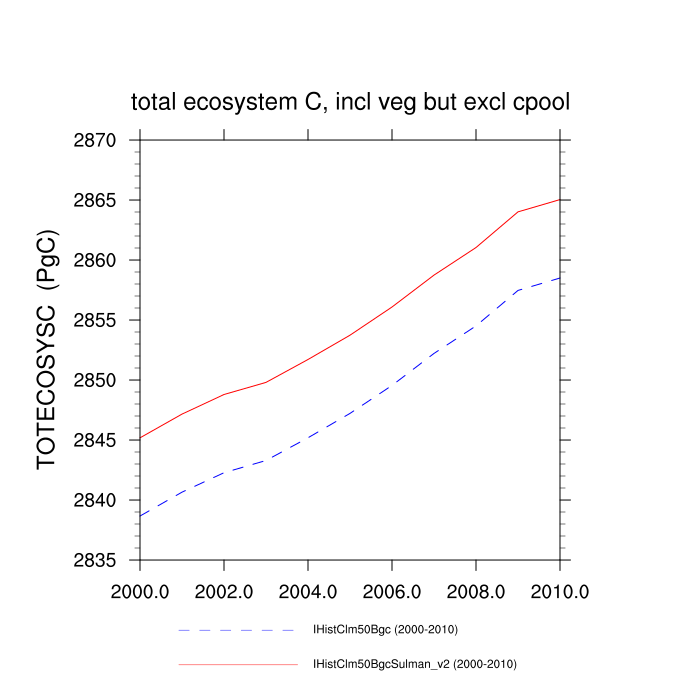 total ecosystem C, incl veg but excl cpool
TOTECOSYSC (PgC)
2870
2865
2860
2855
2850
2845
2840
2835
2000.0 2002.0 2004.0 2006.0 2008.0 2010.0
IHistClm50Bgc (2000-2010)
IHistClm50BgcSulman_v2 (2000-2010)